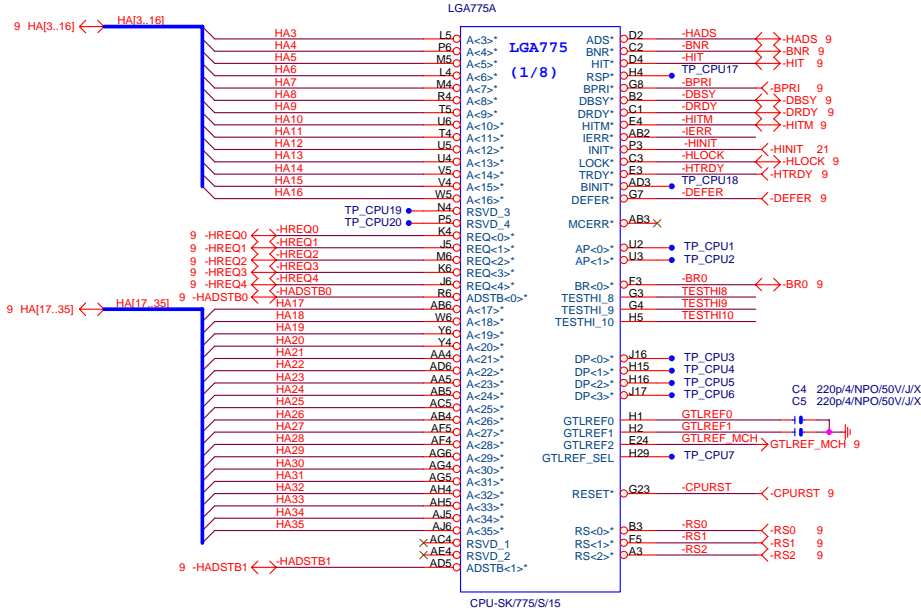 LGA775A
LGA775
(1/8)
9 HA[3..16]
HA[3..16]
HA3 L5 A<3>*
HA4 P6 A<4>*
HA5 M5 A<5>*
HA6 L4 A<6>*
HA7 M4 A<7>*
HA8 R4 A<8>*
HA9 T5 A<9>*
HA10 U6 A<10>*
HA11 T4 A<11>*
HA12 U5 A<12>*
HA13 U4 A<13>*
HA14 V5 A<14>*
HA15 V4 A<15>*
HA16 W5 A<16>*
TP_CPU19 N4 RSVD_3
TP_CPU20 P5 RSVD_4
9 -HREQ0 -HREQ0 K4 REQ<0>*
9 -HREQ1 -HREQ1 J5 REQ<1>*
9 -HREQ2 -HREQ2 M6 REQ<2>*
9 -HREQ3 -HREQ3 K6 REQ<3>*
9 -HREQ4 -HREQ4 J6 REQ<4>*
9 -HADSTB0 -HADSTB0 R6 ADSTB<0>*
9 HA[17..35]
HA[17..35]
HA17 AB6 A<17>*
HA18 W6 A<18>*
HA19 Y6 A<19>*
HA20 Y4 A<20>*
HA21 AA4 A<21>*
HA22 AD6 A<22>*
HA23 AA5 A<23>*
HA24 AB5 A<24>*
HA25 AC5 A<25>*
HA26 AB4 A<26>*
HA27 AF5 A<27>*
HA28 AF4 A<28>*
HA29 AG6 A<29>*
HA30 AG4 A<30>*
HA31 AG5 A<31>*
HA32 AH4 A<32>*
HA33 AH5 A<33>*
HA34 AJ5 A<34>*
HA35 AJ6 A<35>*
AC4 RSVD_1
AE4 RSVD_2
9 -HADSTB1 -HADSTB1 AD5 ADSTB<1>*
ADS* D2 -HADS -HADS 9
BNR* C2 -BNR -BNR 9
HIT* D4 -HIT -HIT 9
RSP* H4 TP_CPU17
BPRI* G8 -BPRI -BPRI 9
DBSY* B2 -DBSY -DBSY 9
DRDY* C1 -DRDY -DRDY 9
HITM* E4 -HITM -HITM 9
IERR* AB2 -IERR
INIT* P3 -HINIT -HINIT 21
LOCK* C3 -HLOCK -HLOCK 9
TRDY* E3 -HTRDY -HTRDY 9
BINIT* AD3 TP_CPU18
DEFER* G7 -DEFER -DEFER 9
MCERR* AB3
AP<0>* U2 TP_CPU1
AP<1>* U3 TP_CPU2
BR<0>* F3 -BR0 -BR0 9
TESTHI_8 G3 TESTHI8
TESTHI_9 G4 TESTHI9
TESTHI_10 H5 TESTHI10
DP<0>* J16 TP_CPU3
DP<1>* H15 TP_CPU4
DP<2>* H16 TP_CPU5
DP<3>* J17 TP_CPU6
C4 220p/4/NPO/50V/J/X
C5 220p/4/NPO/50V/J/X
GTLREF0 H1 GTLREF0
GTLREF1 H2 GTLREF1
GTLREF2 E24 GTLREF_MCH GTLREF_MCH 9
GTLREF_SEL H29 TP_CPU7
RESET* G23 -CPURST -CPURST 9
RS<0>* B3 -RS0 -RS0 9
RS<1>* F5 -RS1 -RS1 9
RS<2>* A3 -RS2 -RS2 9
CPU-SK/775/S/15